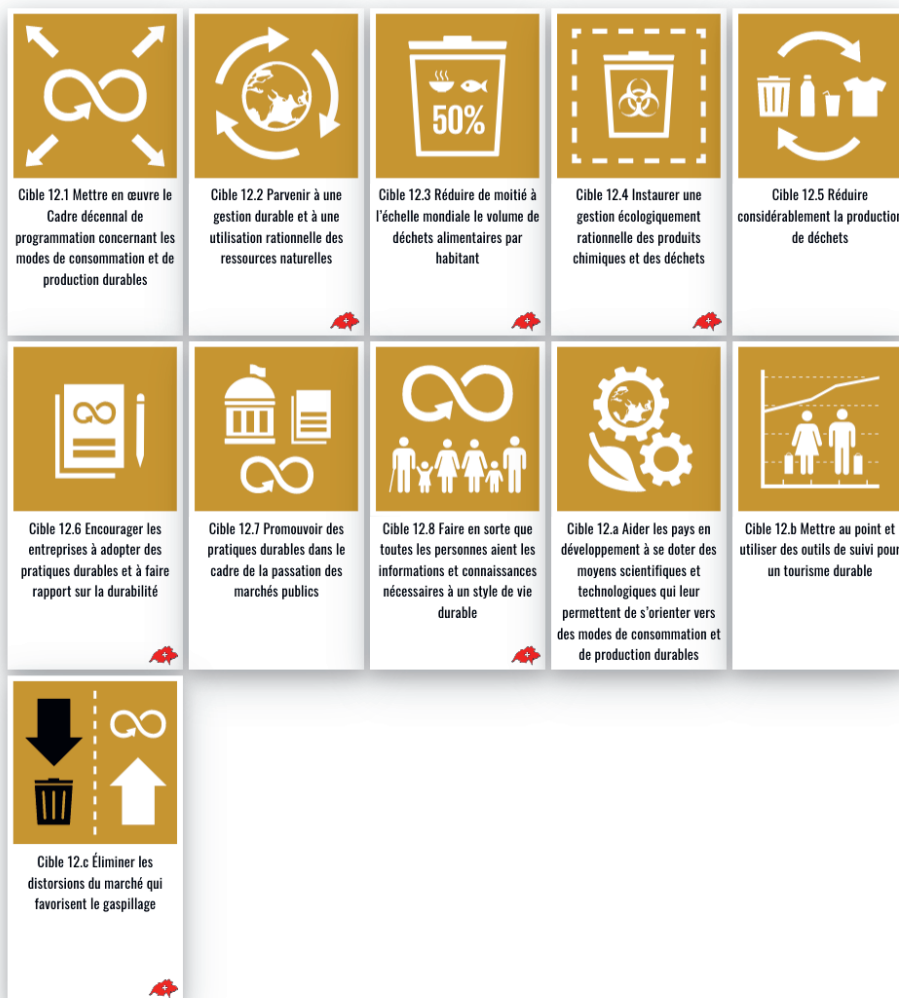 50%
Cible 12.1 Mettre en œuvre le
Cadre décennal de
programmation concernant les
modes de consommation et de
production durables
Cible 12.2 Parvenir à une
gestion durable et à une
utilisation rationnelle des
ressources naturelles
Cible 12.3 Réduire de moitié à
l'échelle mondiale le volume de
déchets alimentaires par
habitant
Cible 12.4 Instaurer une
gestion écologiquement
rationnelle des produits
chimiques et des déchets
Cible 12.5 Réduire
considérablement la production
de déchets
Cible 12.6 Encourager les
entreprises à adopter des
pratiques durables et à faire
rapport sur la durabilité
Cible 12.7 Promouvoir des
pratiques durables dans le
cadre de la passation des
marchés publics
Cible 12.8 Faire en sorte que
toutes les personnes aient les
informations et connaissances
nécessaires à un style de vie
durable
Cible 12.a Aider les pays en
développement à se doter des
moyens scientifiques et
technologiques qui leur
permettent de s'orienter vers
des modes de consommation et
de production durables
Cible 12.b Mettre au point et
utiliser des outils de suivi pour
un tourisme durable
Cible 12.c Éliminer les
distorsions du marché qui
favorisent le gaspillage